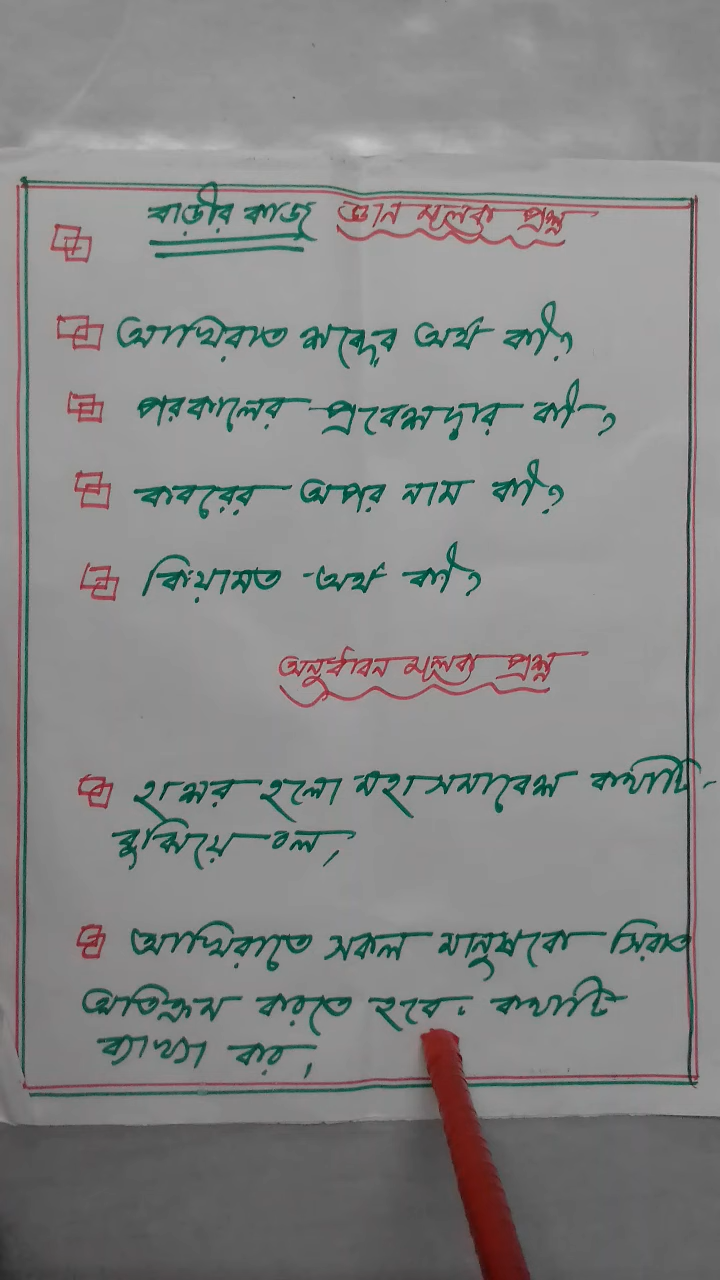 বাড়ীর কাজ জ্ঞান মূলক প্রশ্ন
আখিরাত শব্দের অর্থ কী?
পরকালের প্রবেশদ্বার কী?
কবরের অপর নাম কী?
কিয়ামত অর্থ কী?
অনুধাবন মূলক প্রশ্ন
হাশর হলো মহাসমাবেশ কথাটি
বুঝিয়ে বল,
আখিরাতে সকল মানুষকে সিরাত
অতিক্রম করতে হবে. কথাটি
ব্যাখ্যা কর,